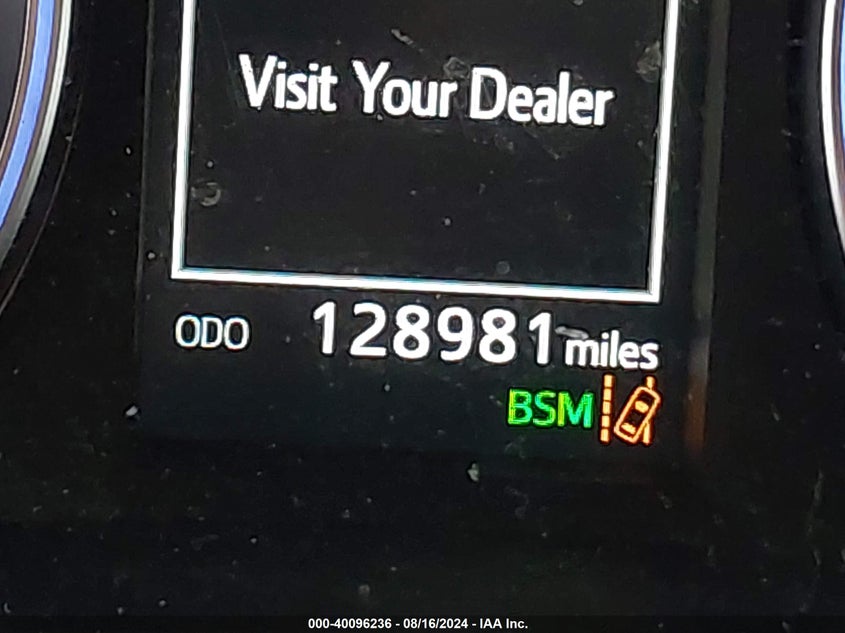 Visit Your Dealer
ODO 128981 miles
BSM
000-40096236 - 08/16/2024 - IAA Inc.